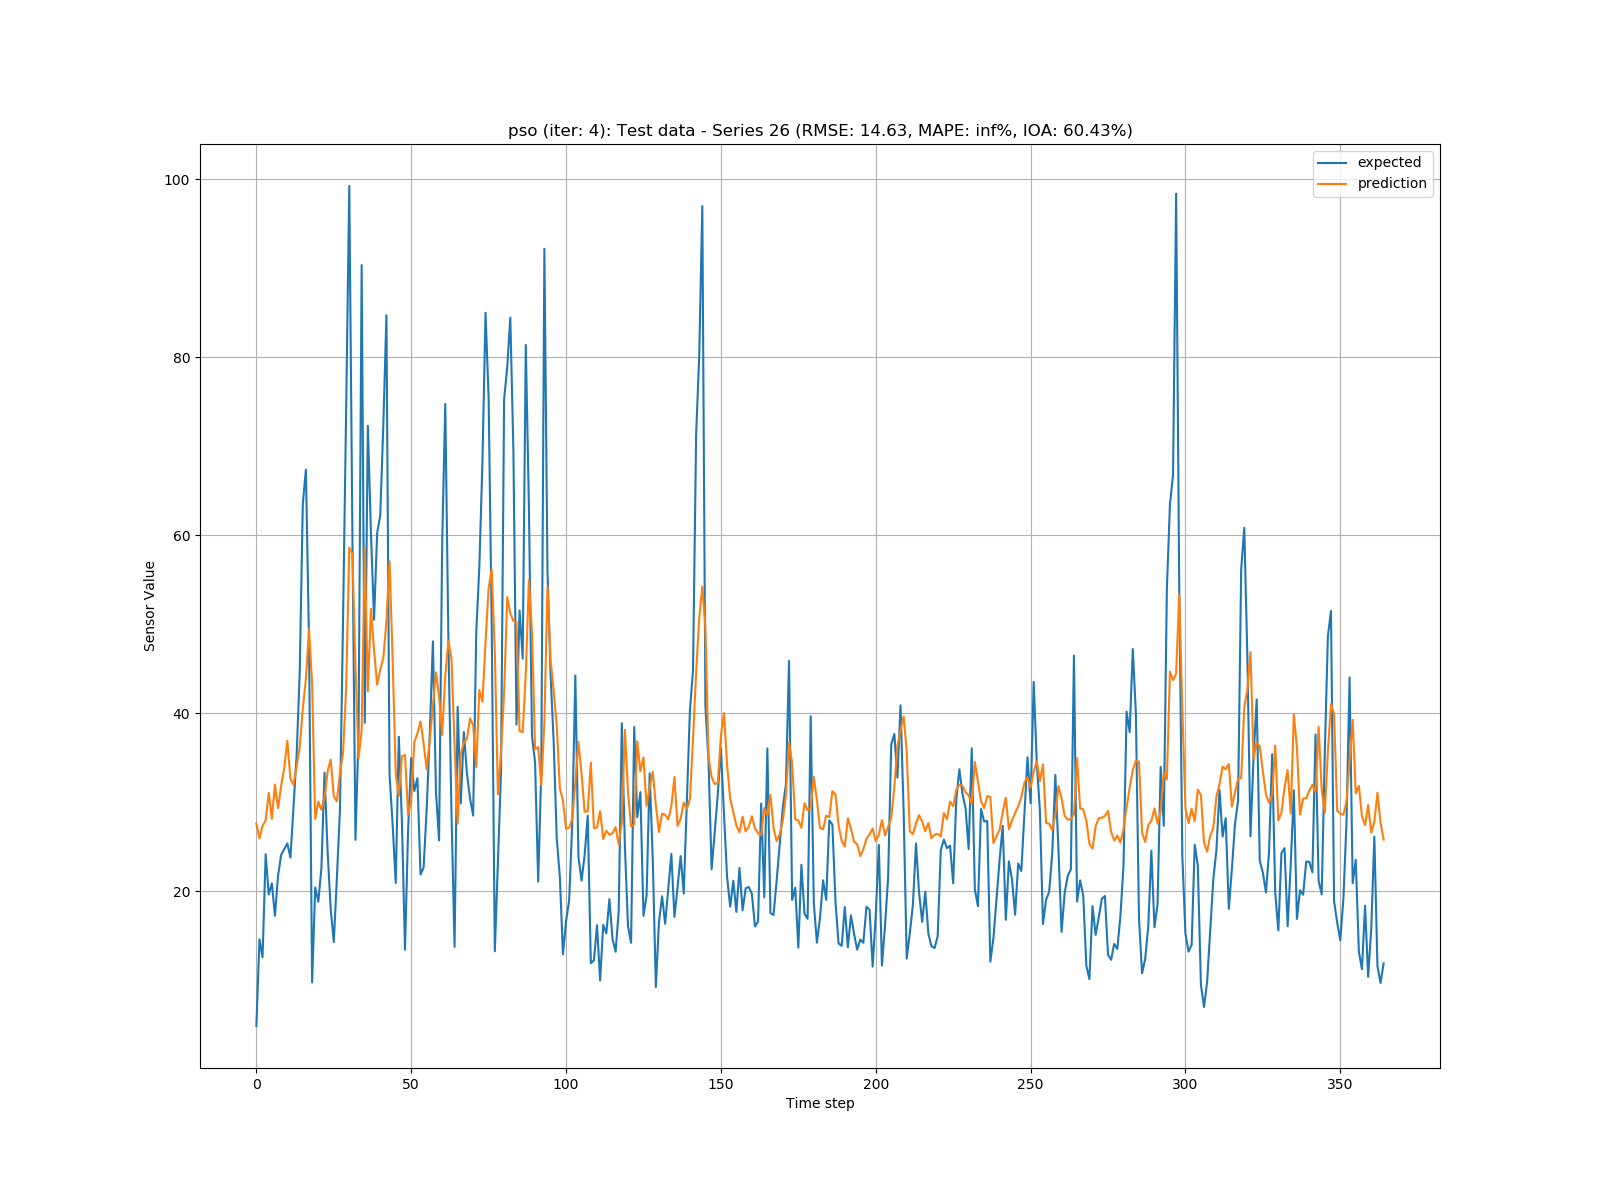 pso (iter: 4): Test data - Series 26 (RMSE: 14.63, MAPE: inf%, IOA: 60.43%)
expected
prediction
100
80
60
40
20
Sensor Value
0 50 100 150 200 250 300 350
Time step